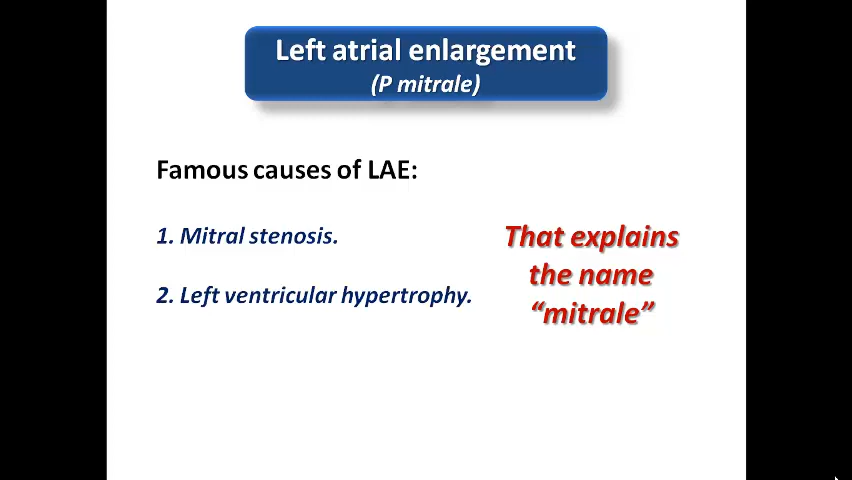 Left atrial enlargement
(P mitrale)
Famous causes of LAE:
1. Mitral stenosis.
2. Left ventricular hypertrophy.
That explains
the name
“mitrale”